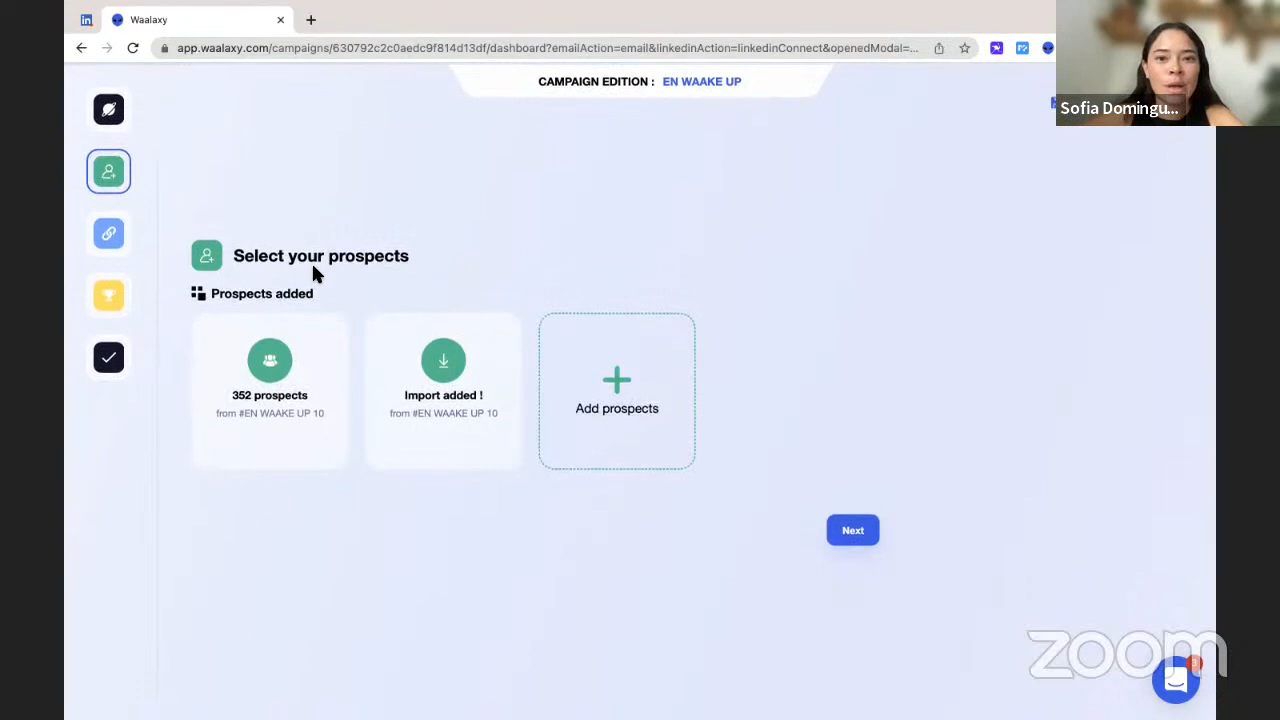 Waalaxy
app.waalaxy.com/campaigns/630792c2c0aedc9f814d13df/dashboard?emailAction=email&linkedinAction=linkedinConnect&openedModal=...
CAMPAIGN EDITION : EN WAAKE UP
Sofia Domingu...
Select your prospects
Prospects added
352 prospects
from #EN WAAKE UP 10
Import added !
from #EN WAAKE UP 10
Add prospects
Next
zoom
3